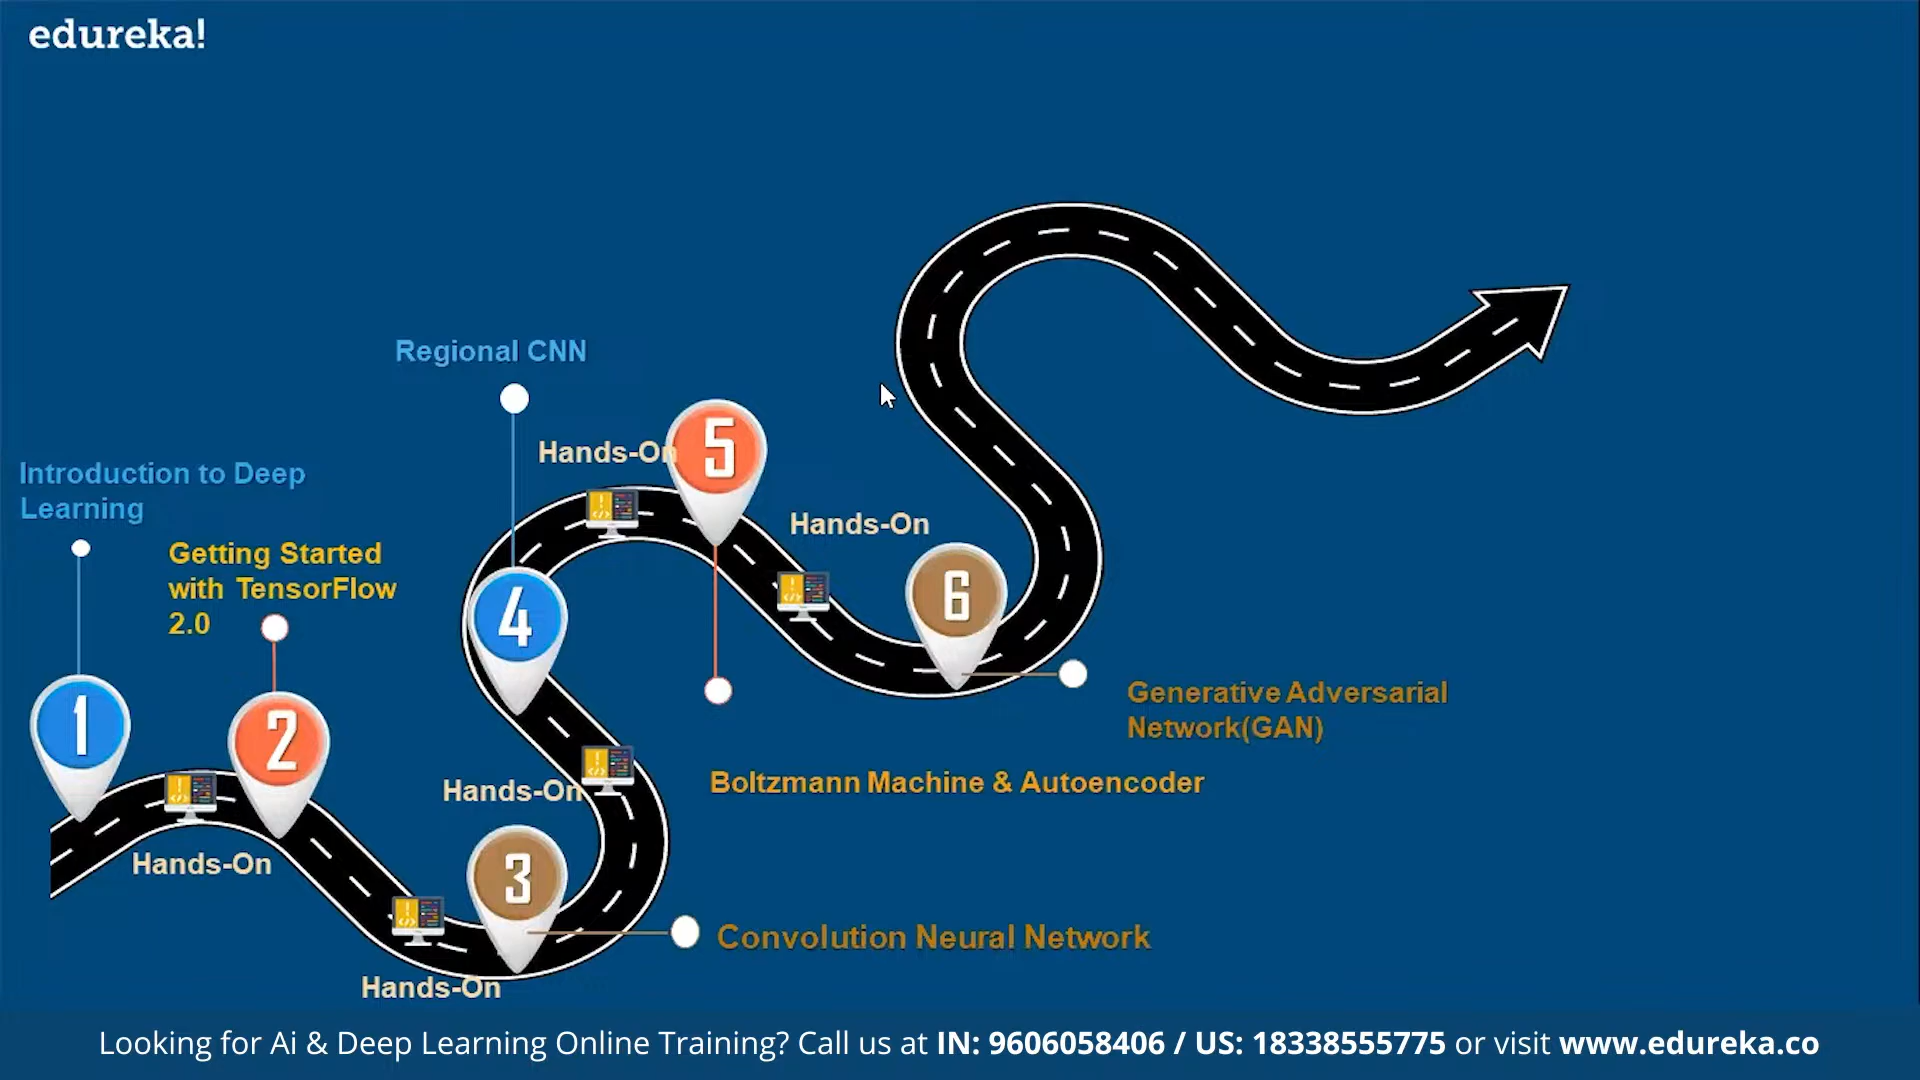 edureka!
Regional CNN
Hands-On
5
Introduction to Deep
Learning
Hands-On
Getting Started
with TensorFlow
2.0
6
4
Generative Adversarial
Network(GAN)
1
2
Hands-On
Boltzmann Machine & Autoencoder
Hands-On
3
Convolution Neural Network
Hands-On
Looking for Ai & Deep Learning Online Training? Call us at IN: 9606058406 / US: 18338555775 or visit www.edureka.co